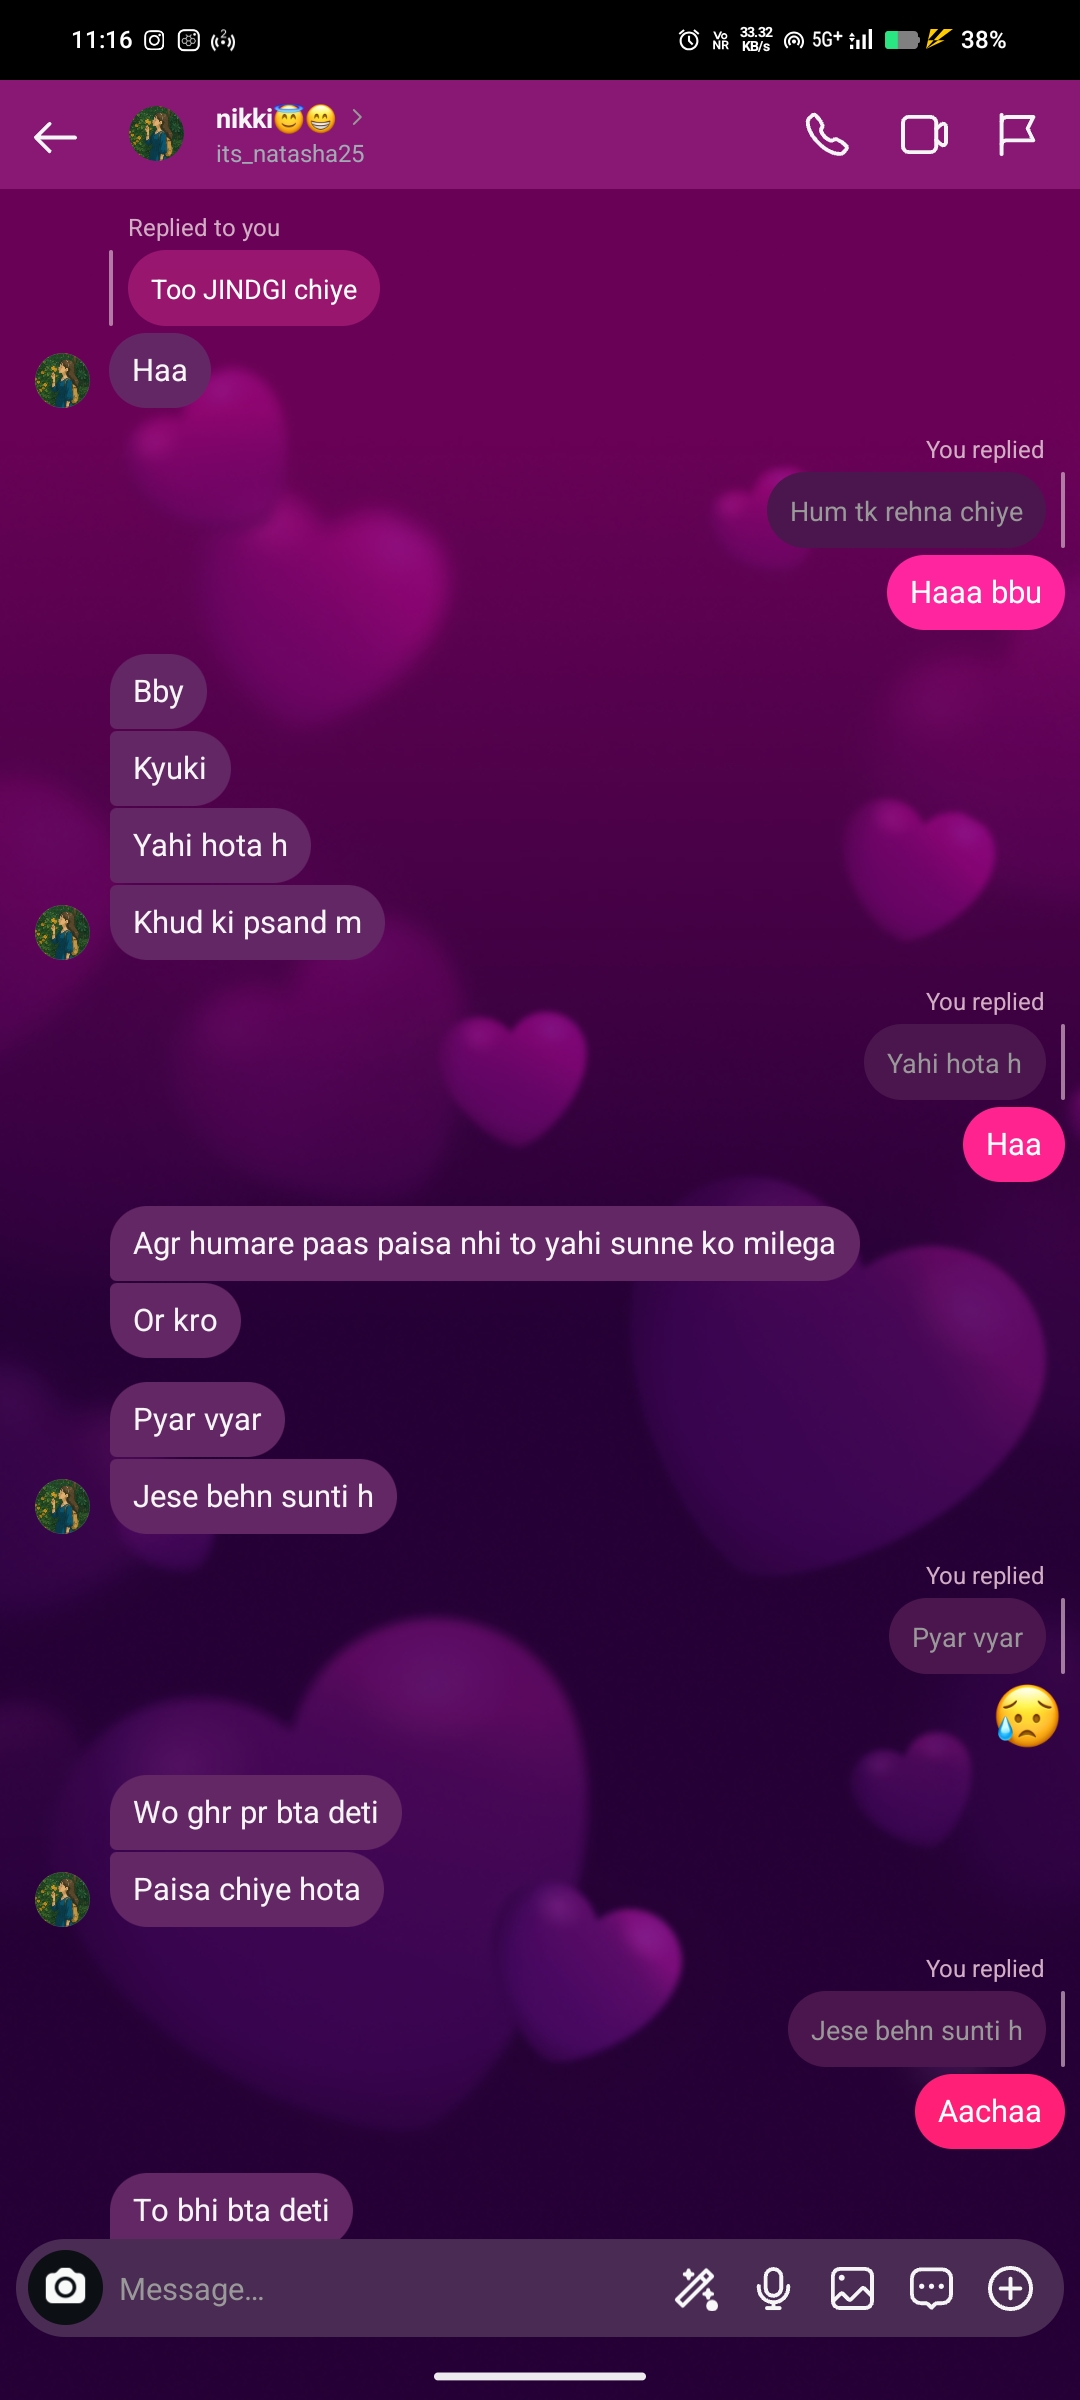 11:16
2
Vo
NR
33.32
KB/s
5G+
38%
nikki😇😁
its_natasha25
Replied to you
Too JINDGI chiye
Haa
You replied
Hum tk rehna chiye
Haaa bbu
Bby
Kyuki
Yahi hota h
Khud ki psand m
You replied
Yahi hota h
Haa
Agr humare paas paisa nhi to yahi sunne ko milega
Or kro
Pyar vyar
Jese behn sunti h
You replied
Pyar vyar
😥
Wo ghr pr bta deti
Paisa chiye hota
You replied
Jese behn sunti h
Aachaa
To bhi bta deti
Message...